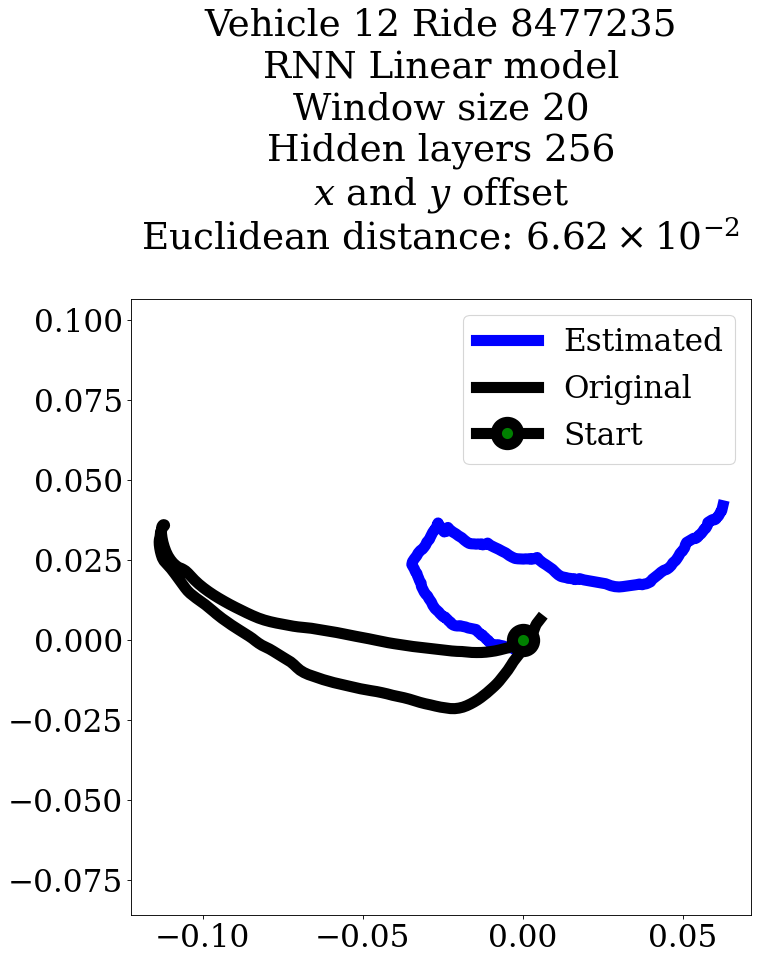 Vehicle 12 Ride 8477235
RNN Linear model
Window size 20
Hidden layers 256
x and y offset
Euclidean distance: 6.62 × 10⁻²
Estimated
Original
Start
0.100
0.075
0.050
0.025
0.000
−0.025
−0.050
−0.075
−0.10 −0.05 0.00 0.05